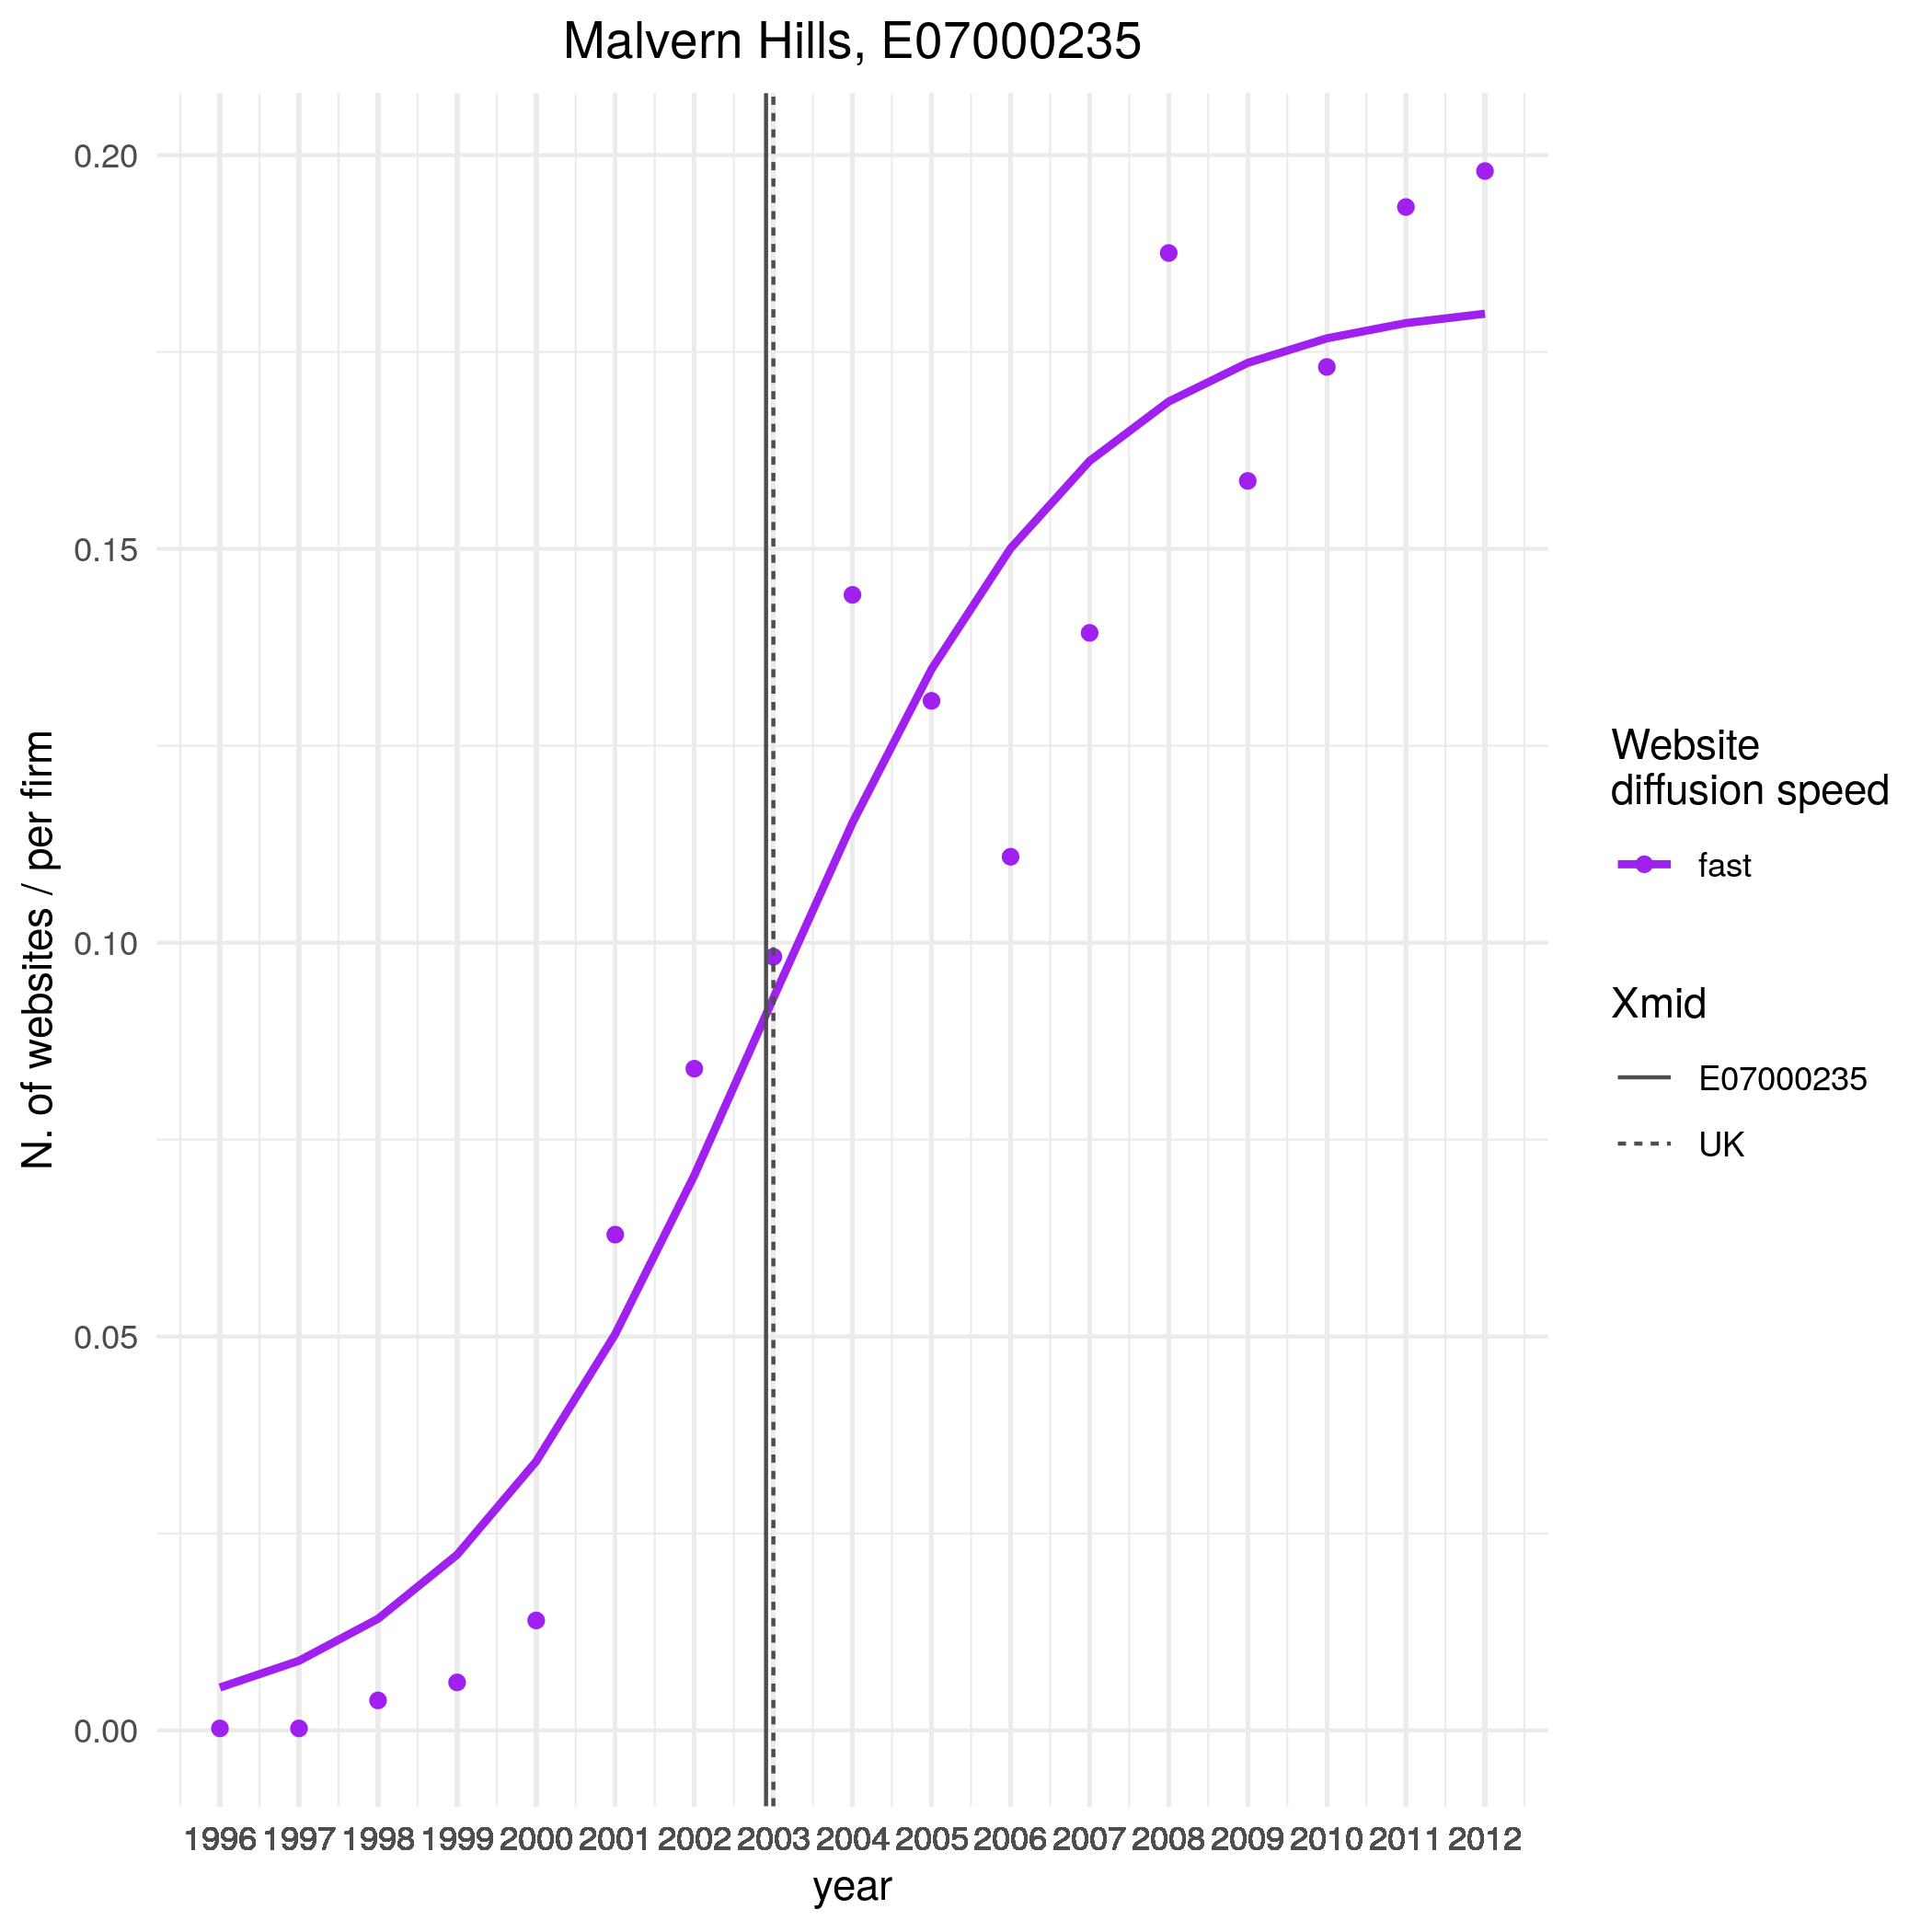 Malvern Hills, E07000235
0.20
0.15
0.10
0.05
0.00
N. of websites / per firm
1996 1997 1998 1999 2000 2001 2002 2003 2004 2005 2006 2007 2008 2009 2010 2011 2012
year
Website
diffusion speed
fast
Xmid
E07000235
UK